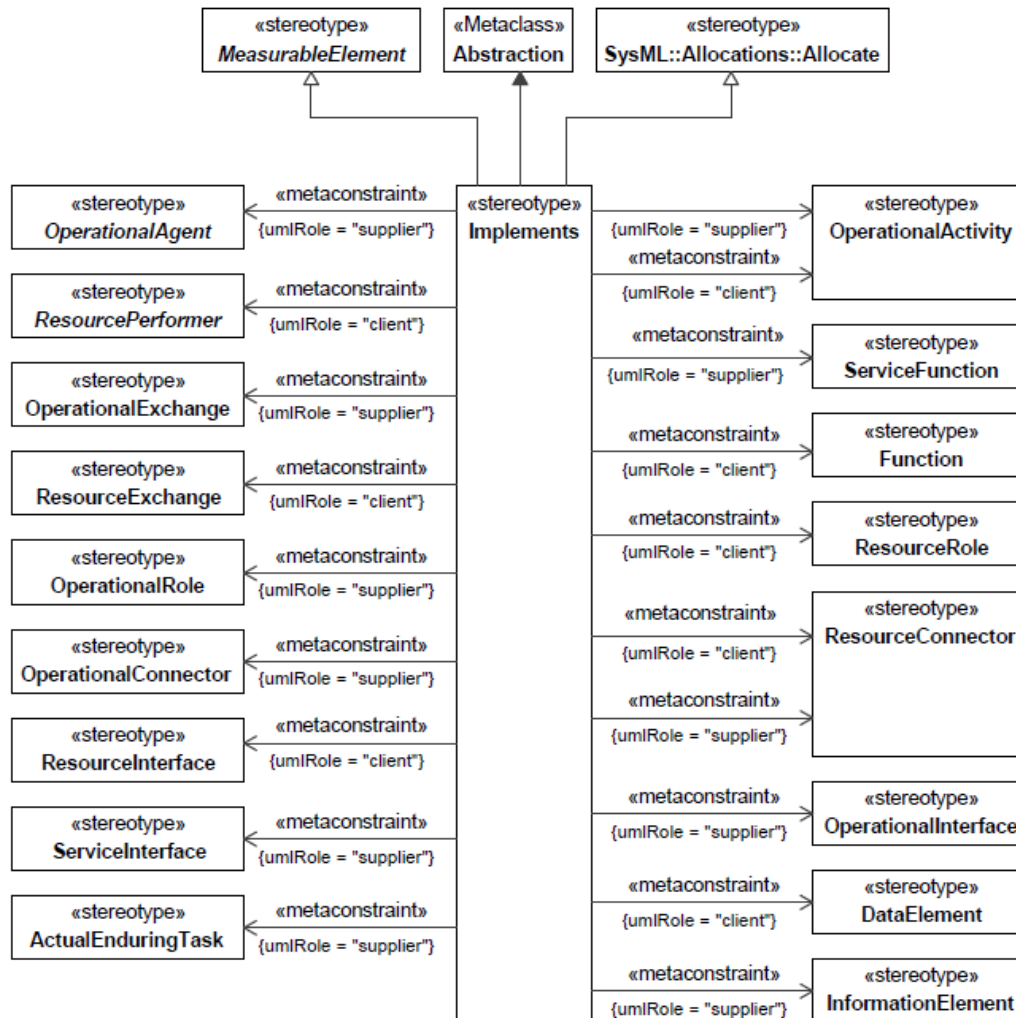 «stereotype»
MeasurableElement
«Metaclass»
Abstraction
«stereotype»
SysML::Allocations::Allocate
«stereotype»
Implements
«stereotype»
OperationalAgent
«metaconstraint»
{umlRole = "supplier"}
«stereotype»
ResourcePerformer
«metaconstraint»
{umlRole = "client"}
«stereotype»
OperationalExchange
«metaconstraint»
{umlRole = "supplier"}
«stereotype»
ResourceExchange
«metaconstraint»
{umlRole = "client"}
«stereotype»
OperationalRole
«metaconstraint»
{umlRole = "supplier"}
«stereotype»
OperationalConnector
«metaconstraint»
{umlRole = "supplier"}
«stereotype»
ResourceInterface
«metaconstraint»
{umlRole = "client"}
«stereotype»
ServiceInterface
«metaconstraint»
{umlRole = "supplier"}
«stereotype»
ActualEnduringTask
«metaconstraint»
{umlRole = "supplier"}
{umlRole = "supplier"}
«metaconstraint»
{umlRole = "client"}
«stereotype»
OperationalActivity
«metaconstraint»
{umlRole = "supplier"}
«stereotype»
ServiceFunction
«metaconstraint»
{umlRole = "client"}
«stereotype»
Function
«metaconstraint»
{umlRole = "client"}
«stereotype»
ResourceRole
«metaconstraint»
{umlRole = "client"}
«stereotype»
ResourceConnector
«metaconstraint»
{umlRole = "supplier"}
«metaconstraint»
{umlRole = "supplier"}
«stereotype»
OperationalInterface
«metaconstraint»
{umlRole = "client"}
«stereotype»
DataElement
«metaconstraint»
{umlRole = "supplier"}
«stereotype»
InformationElement